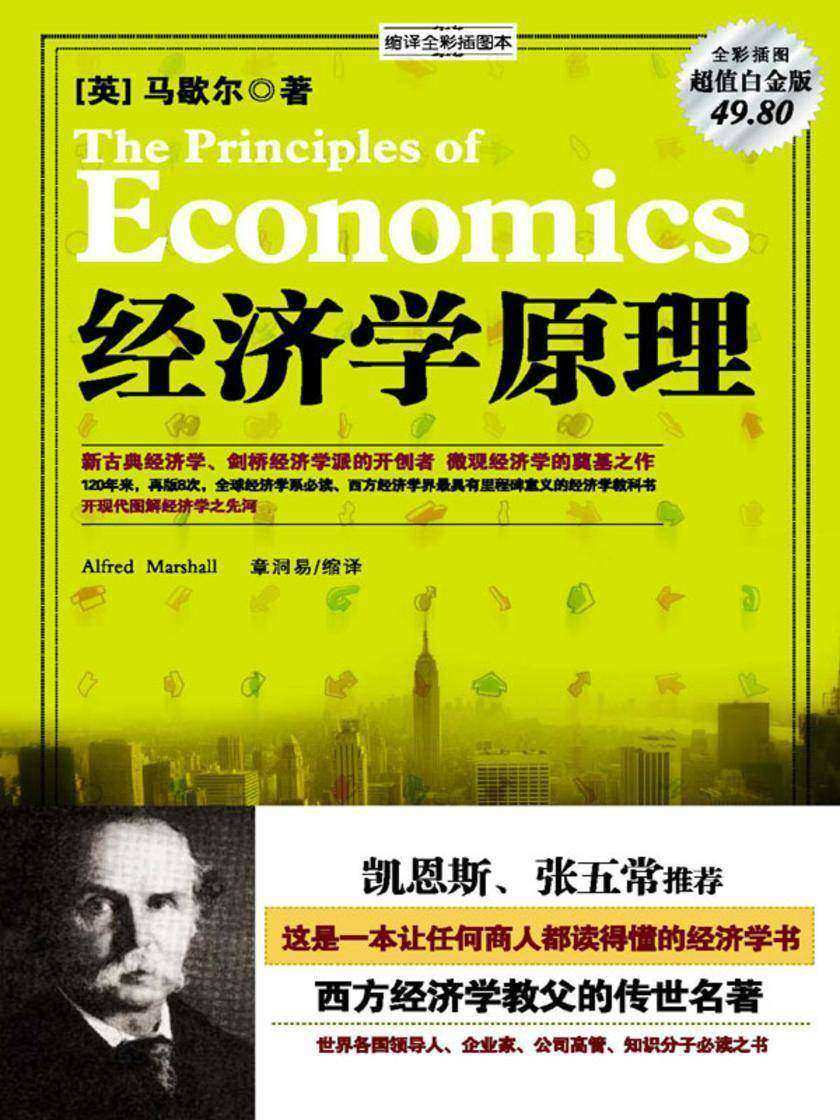 编译全彩插图本
全彩插图
超值白金版
49.80
[英] 马歇尔◎著
The Principles of
Economics
经济学原理
新古典经济学、剑桥经济学派的开创者 微观经济学的奠基之作
120年来，再版8次，全球经济学系必读、西方经济学界最具有里程碑意义的经济学教科书
开现代图解经济学之先河
Alfred Marshall 章洞易/缩译
凯恩斯、张五常推荐
这是一本让任何商人都读得懂的经济学书
西方经济学教父的传世名著
世界各国领导人、企业家、公司高管、知识分子必读之书